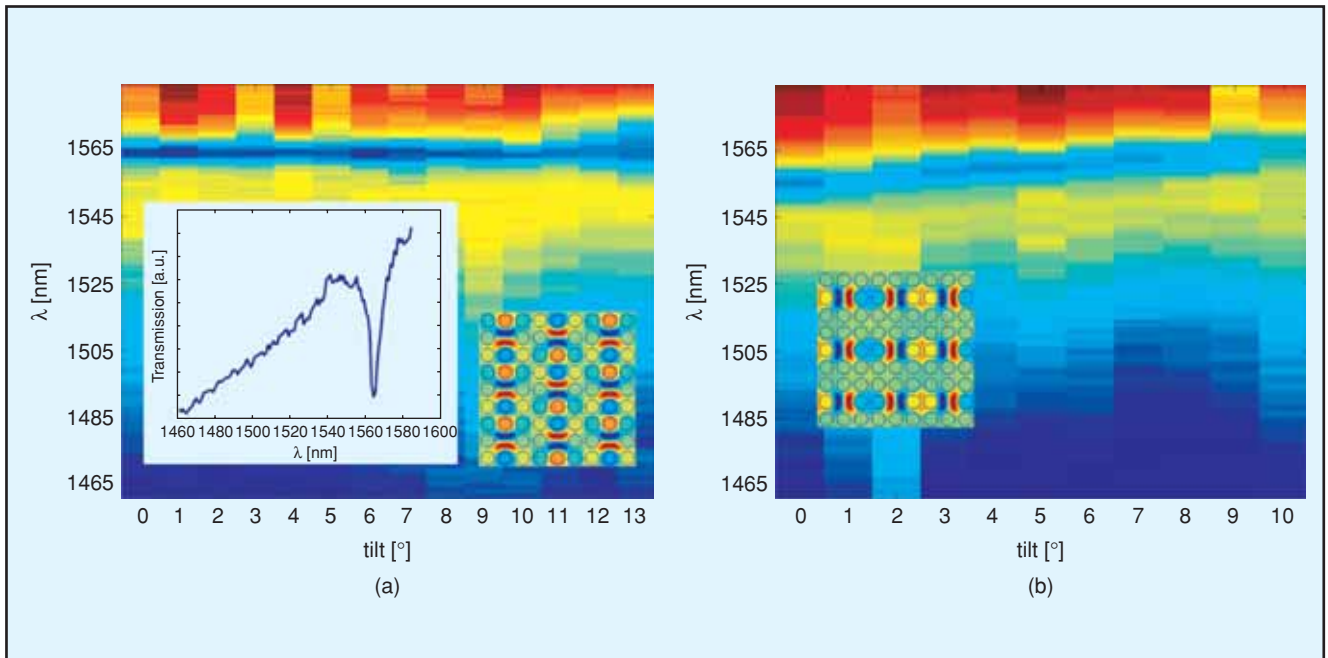 1565
1545
1525
1505
1485
1465
λ [nm]
Transmission [a.u.]
1460 1480 1500 1520 1540 1560 1580 1600
λ [nm]
0 1 2 3 4 5 6 7 8 9 10 11 12 13
tilt [°]
(a)
1565
1545
1525
1505
1485
1465
λ [nm]
0 1 2 3 4 5 6 7 8 9 10
tilt [°]
(b)